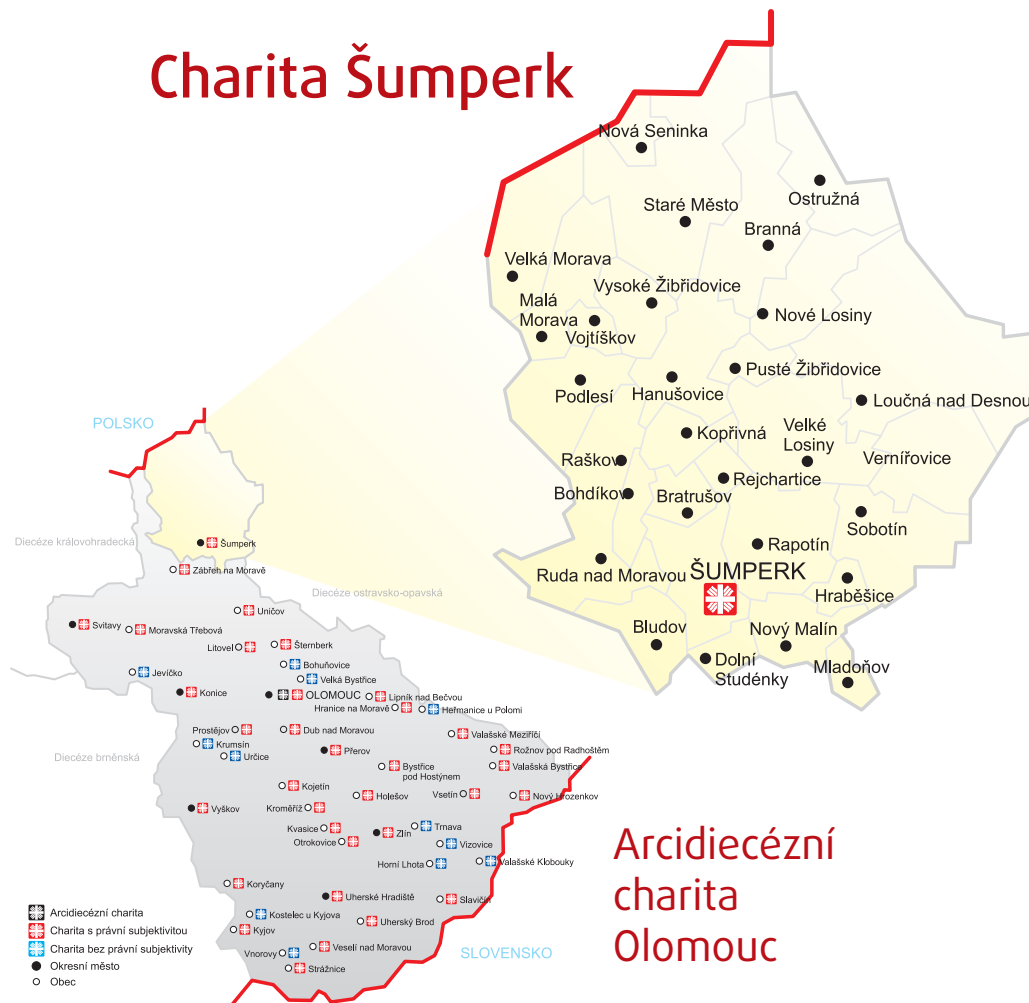 Charita Šumperk
Nová Seninka
Ostružná
Staré Město
Branná
Velká Morava
Vysoké Žibřidovice
Malá
Morava
Vojtíškov
Nové Losiny
Pusté Žibřidovice
Podlesí
Hanušovice
Loučná nad Desnou
Kopřivná
Velké
Losiny
Vernířovice
Raškov
Rejchartice
Bohdíkov
Bratrušov
Sobotín
Rapotín
Ruda nad Moravou
ŠUMPERK
Hraběšice
Bludov
Nový Malín
Dolní
Studénky
Mladoňov
POLSKO
Diecéze královohradecká
Šumperk
Zábřeh na Moravě
Diecéze ostravsko-opavská
Uničov
Svitavy
Moravská Třebová
Litovel
Šternberk
Bohuňovice
Jevíčko
Velká Bystřice
Konice
OLOMOUC
Lipník nad Bečvou
Hranice na Moravě
Heřmanice u Polomi
Prostějov
Dub nad Moravou
Valašské Meziříčí
Krumsín
Přerov
Rožnov pod Radhoštěm
Diecéze brněnská
Určice
Bystřice
pod Hostýnem
Valašská Bystřice
Kojetín
Holešov
Vsetín
Nový Hrozenkov
Vyškov
Kroměříž
Kvasice
Trnava
Otrokovice
Zlín
Vizovice
Horní Lhota
Valašské Klobouky
Koryčany
Uherské Hradiště
Slavičín
Kostelec u Kyjova
Uherský Brod
Kyjov
Veselí nad Moravou
Vnorovy
Strážnice
SLOVENSKO
Arcidiecézní
charita
Olomouc
Arcidiecézní charita
Charita s právní subjektivitou
Charita bez právní subjektivity
Okresní město
Obec